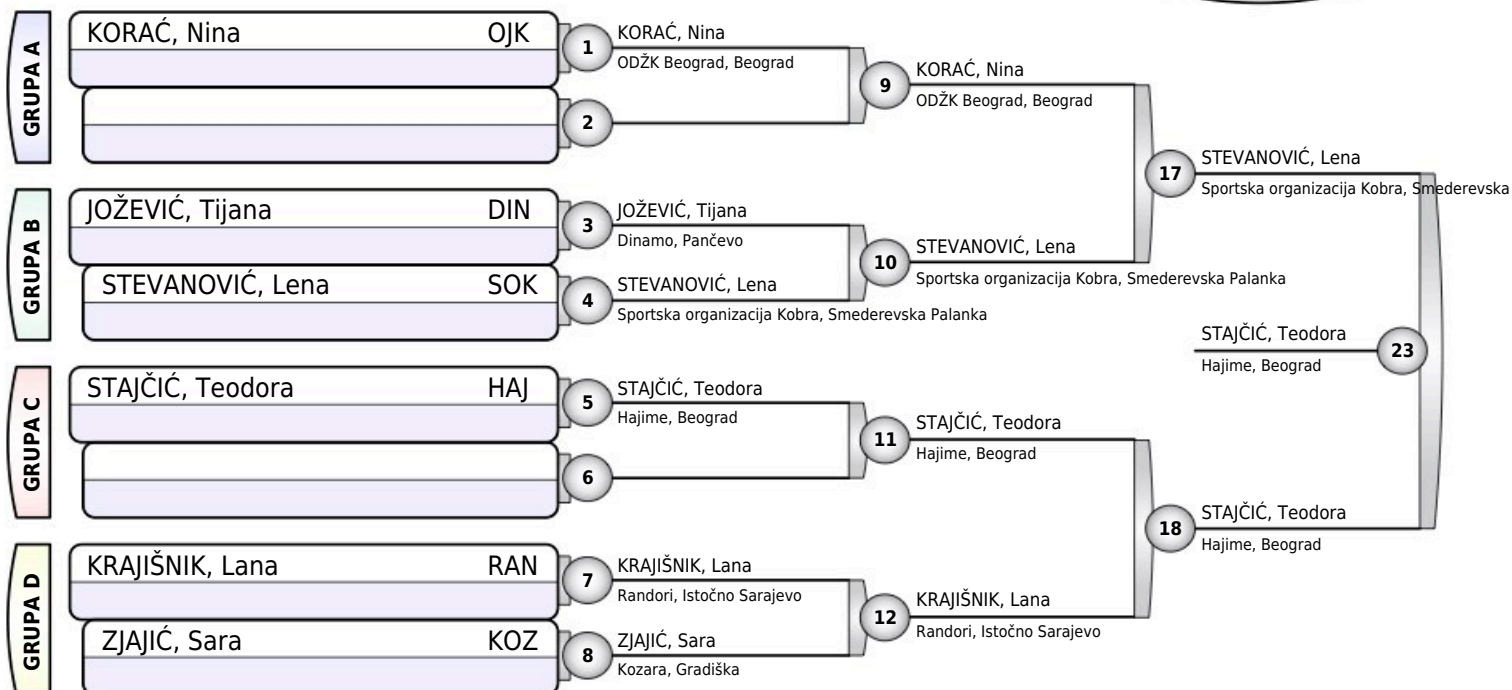 GRUPA A
KORAĆ, Nina OJK
1
KORAĆ, Nina
ODŽK Beograd, Beograd
2
9
KORAĆ, Nina
ODŽK Beograd, Beograd
GRUPA B
JOŽEVIĆ, Tijana DIN
STEVANOVIĆ, Lena SOK
3
JOŽEVIĆ, Tijana
Dinamo, Pančevo
4
STEVANOVIĆ, Lena
Sportska organizacija Kobra, Smederevska Palanka
10
STEVANOVIĆ, Lena
Sportska organizacija Kobra, Smederevska Palanka
17
STEVANOVIĆ, Lena
Sportska organizacija Kobra, Smederevska
GRUPA C
STAJČIĆ, Teodora HAJ
5
STAJČIĆ, Teodora
Hajime, Beograd
6
11
STAJČIĆ, Teodora
Hajime, Beograd
GRUPA D
KRAJIŠNIK, Lana RAN
ZJAJIĆ, Sara KOZ
7
KRAJIŠNIK, Lana
Randori, Istočno Sarajevo
8
ZJAJIĆ, Sara
Kozara, Gradiška
12
KRAJIŠNIK, Lana
Randori, Istočno Sarajevo
18
STAJČIĆ, Teodora
Hajime, Beograd
STAJČIĆ, Teodora
Hajime, Beograd
23